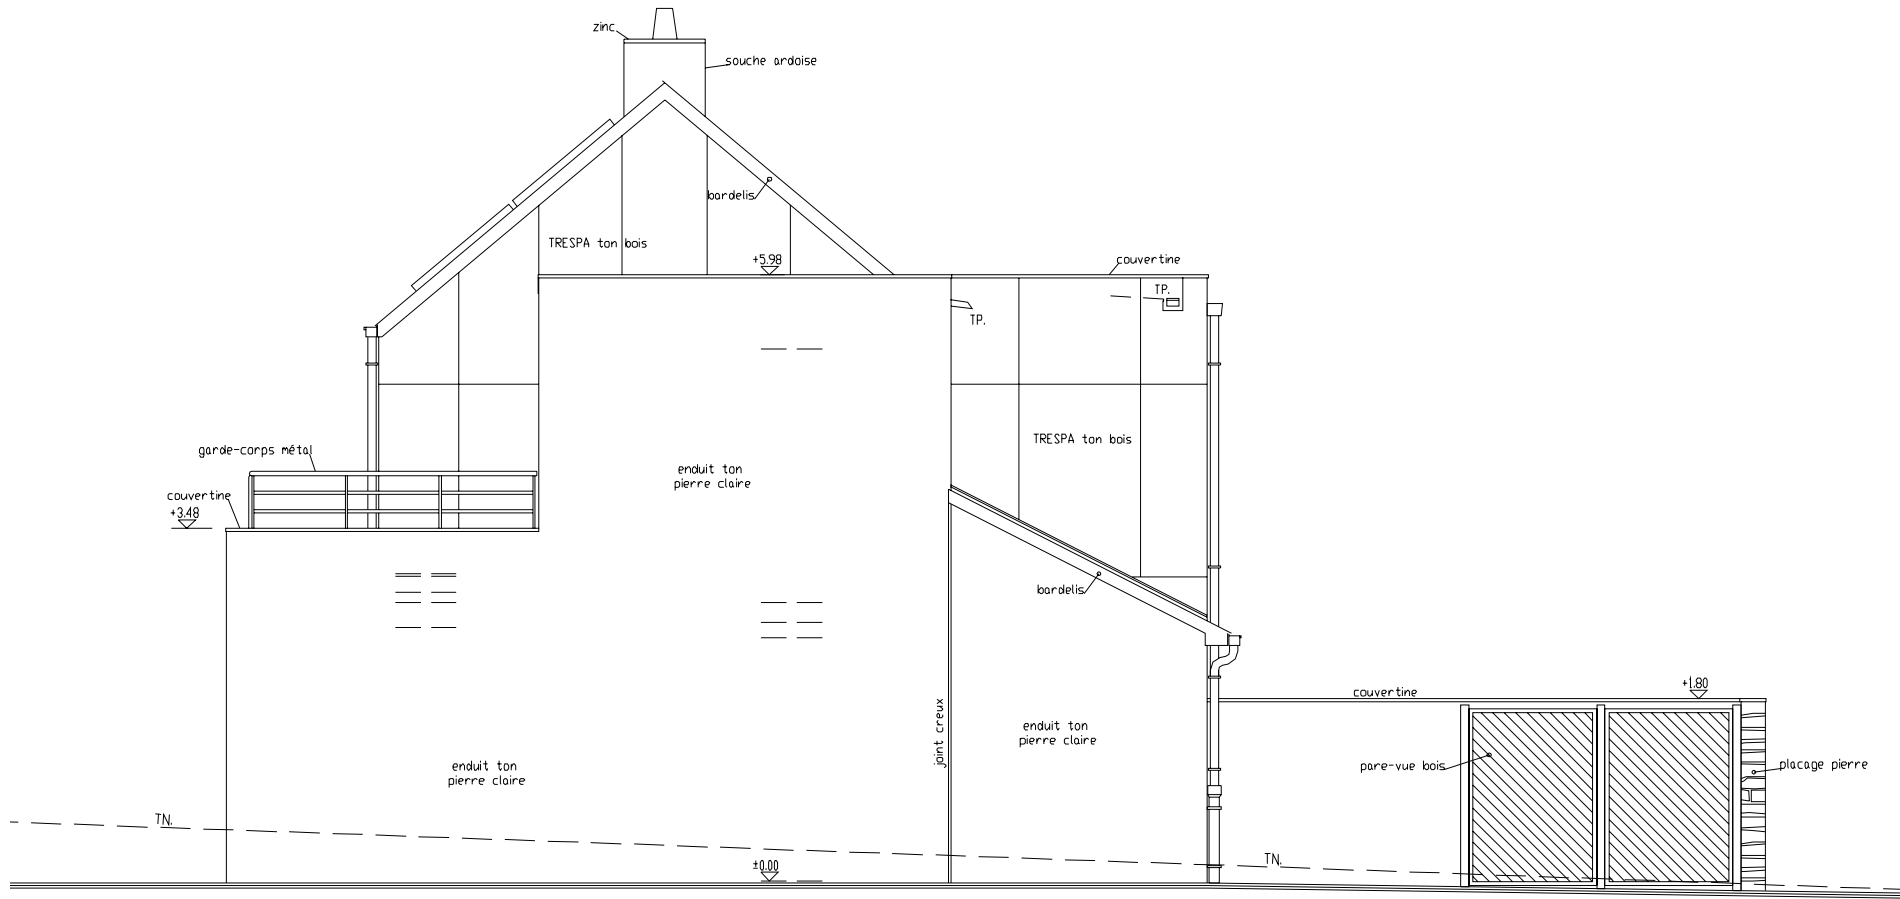 zinc
souche ardoise
bardelis
TRESPA ton bois
+5.98
couvertine
TP.
TP.
garde-corps métal
couvertine
+3.48
TRESPA ton bois
enduit ton
pierre claire
bardelis
couvertine
+1.80
joint creux
enduit ton
pierre claire
pare-vue bois
placage pierre
enduit ton
pierre claire
TN.
±0.00
TN.